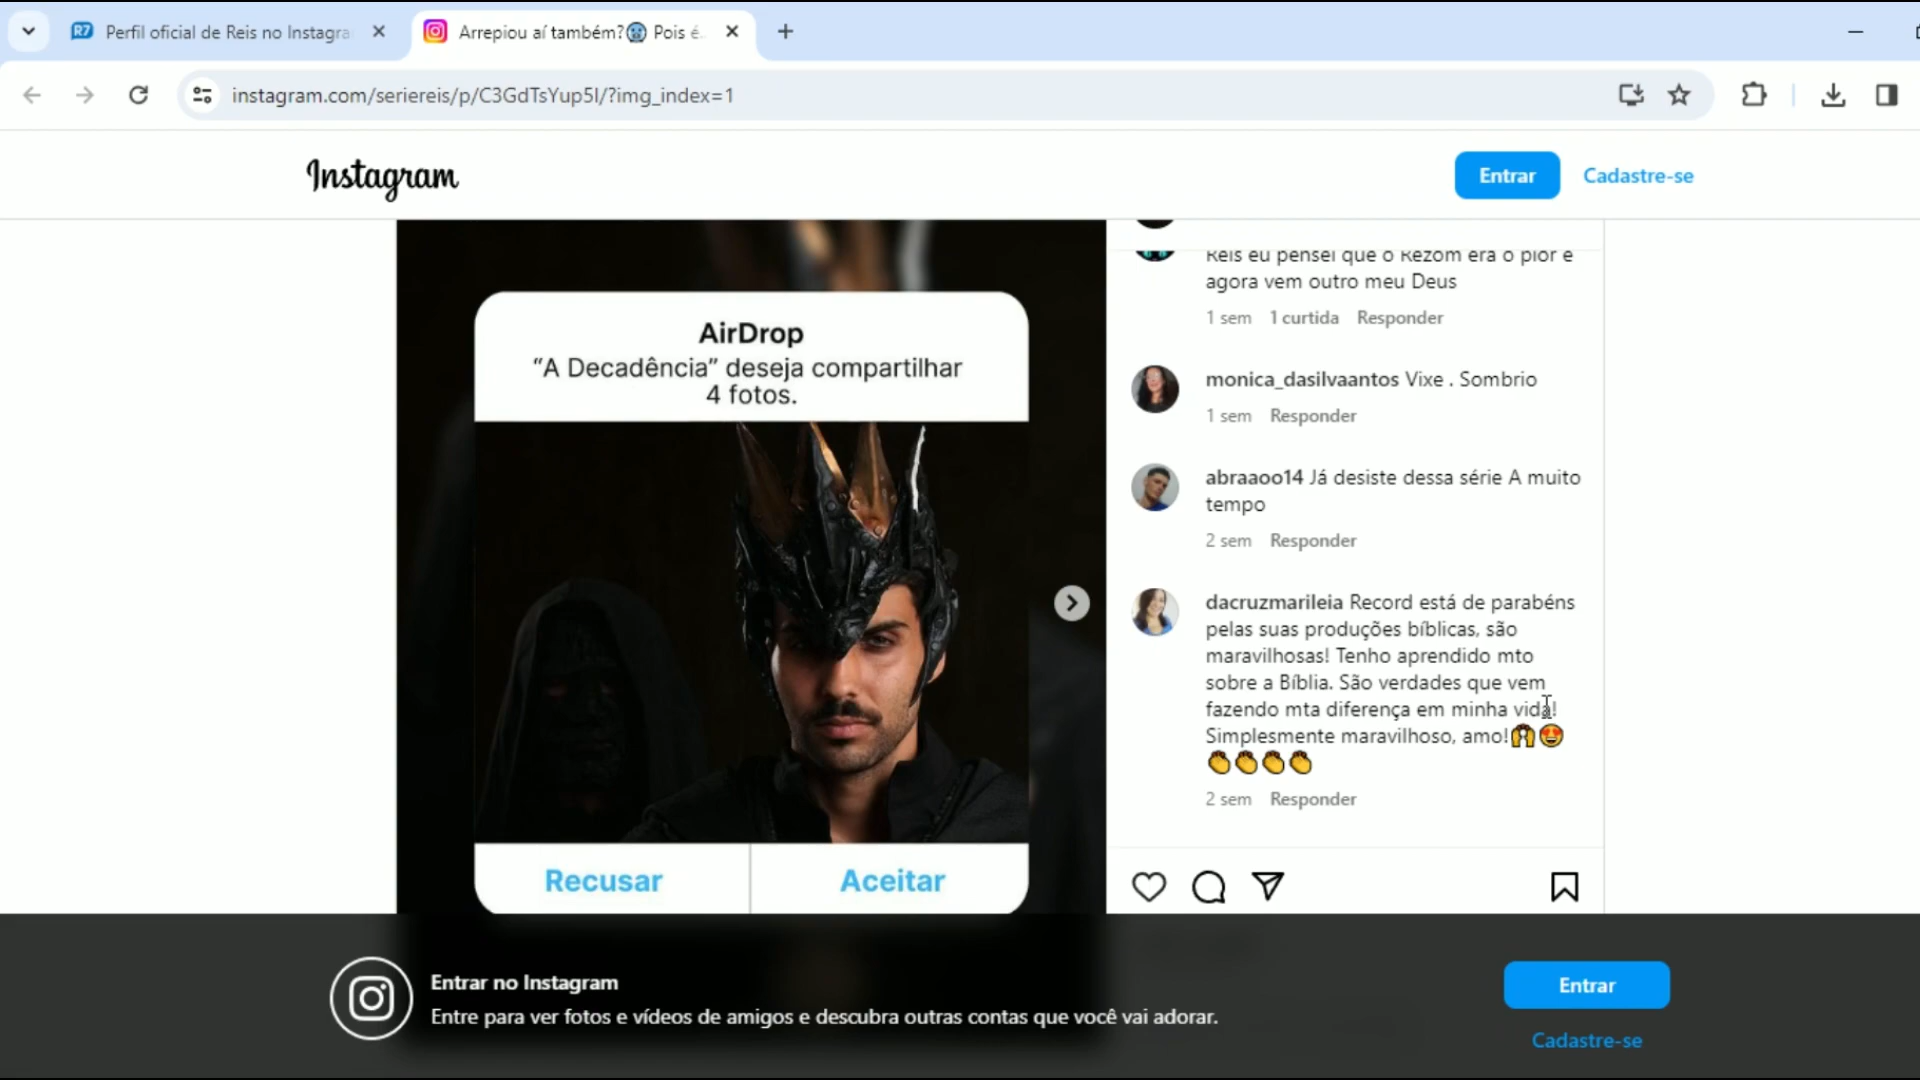 Perfil oficial de Reis no Instagra
Arrepiou aí também?🥶 Pois é.
instagram.com/seriereis/p/C3GdTsYup5I/?img_index=1
Instagram
Entrar
Cadastre-se
AirDrop
“A Decadência” deseja compartilhar
4 fotos.
Recusar
Aceitar
Reis eu pensei que o Rezom era o pior e
agora vem outro meu Deus
1 sem 1 curtida Responder
monica_dasilvaantos Vixe . Sombrio
1 sem Responder
abraaoo14 Já desiste dessa série A muito
tempo
2 sem Responder
dacruzmarileia Record está de parabéns
pelas suas produções bíblicas, são
maravilhosas! Tenho aprendido mto
sobre a Bíblia. São verdades que vem
fazendo mta diferença em minha vida!
Simplesmente maravilhoso, amo!🙌😍
👏👏👏👏
2 sem Responder
Entrar no Instagram
Entre para ver fotos e vídeos de amigos e descubra outras contas que você vai adorar.
Entrar
Cadastre-se